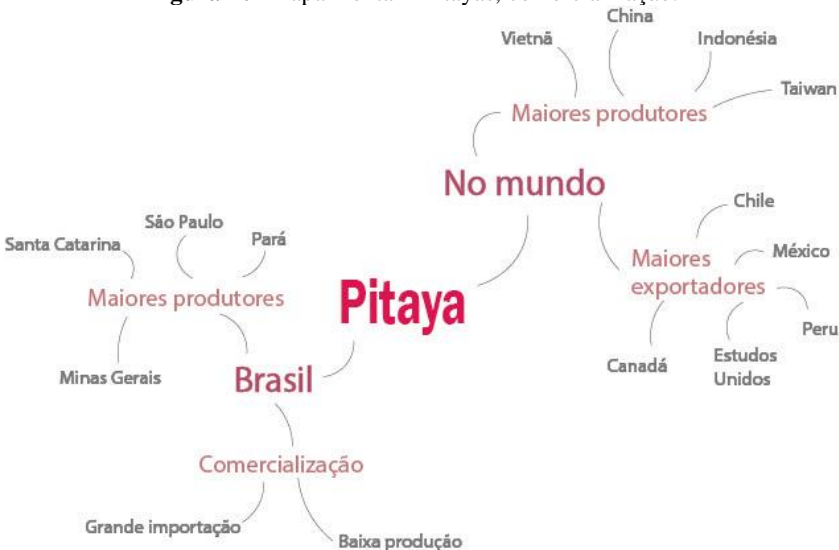 China
Vietnã
Indonésia
Taiwan
Maiores produtores
No mundo
Chile
México
Maiores
exportadores
Peru
Estudos
Unidos
Canadá
Pitaya
São Paulo
Santa Catarina
Pará
Maiores produtores
Minas Gerais
Brasil
Comercialização
Grande importação
Baixa produção